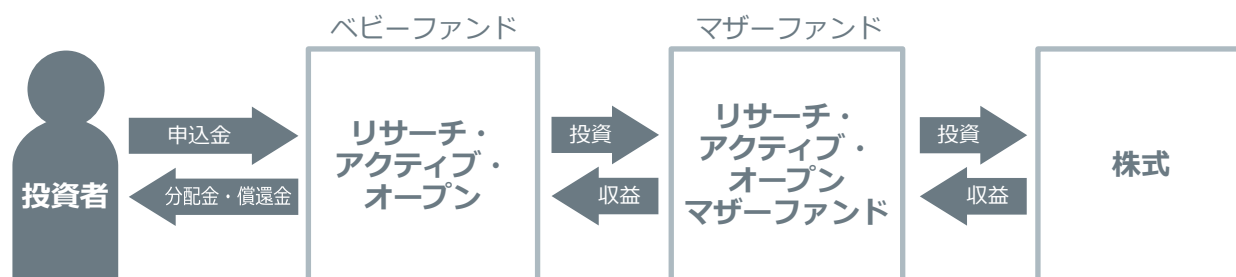 ベビーファンド
マザーファンド
投資者
申込金
分配金・償還金
リサーチ・
アクティブ・
オープン
投資
収益
リサーチ・
アクティブ・
オープン
マザーファンド
投資
収益
株式